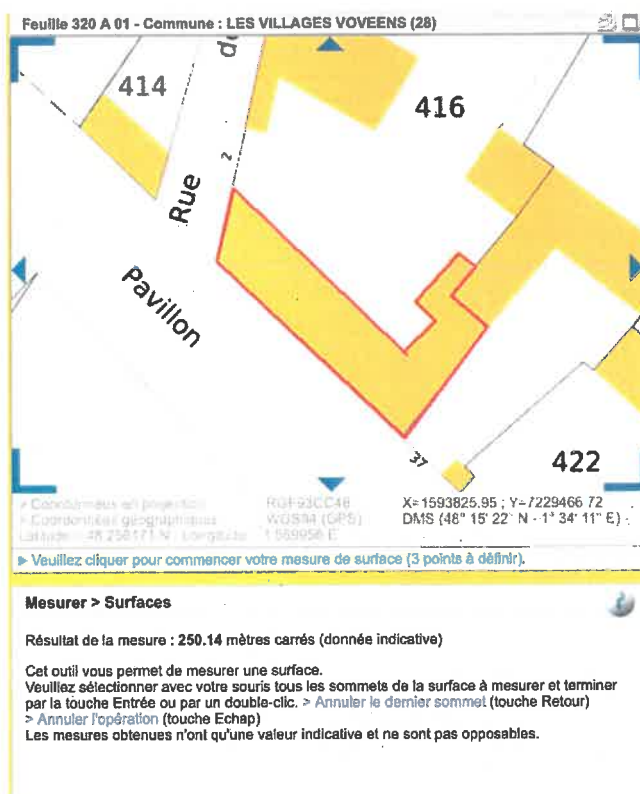 Feuille 320 A 01 - Commune : LES VILLAGES VOVEENS (28)
414
416
2
Rue
Pavillon
37
422
> Coordonnées en projection RGF93CC48 X= 1593825.95 ; Y=7229466 72
> Coordonnées géographiques WGS84 (GPS) DMS (48° 15' 22" N - 1° 34' 11" E)
Veuillez cliquer pour commencer votre mesure de surface (3 points à définir).
Mesurer > Surfaces
Résultat de la mesure : 250.14 mètres carrés (donnée indicative)
Cet outil vous permet de mesurer une surface.
Veuillez sélectionner avec votre souris tous les sommets de la surface à mesurer et terminer
par la touche Entrée ou par un double-clic. > Annuler le dernier sommet (touche Retour)
> Annuler l'opération (touche Echap)
Les mesures obtenues n'ont qu'une valeur indicative et ne sont pas opposables.